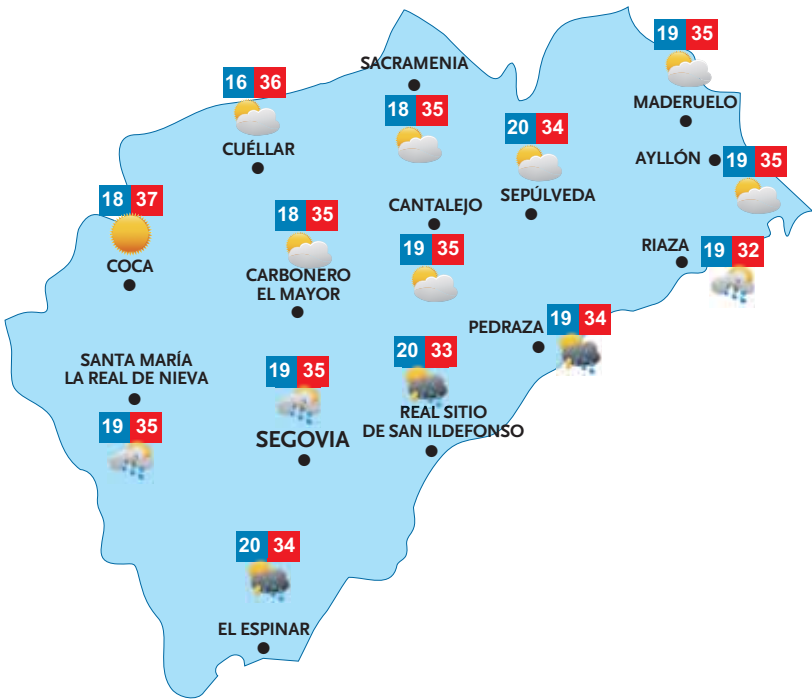 19 35
MADERUELO
SACRAMENIA
18 35
16 36
CUÉLLAR
20 34
SEPÚLVEDA
AYLLÓN
19 35
18 37
COCA
18 35
CARBONERO
EL MAYOR
CANTALEJO
19 35
RIAZA
19 32
PEDRAZA
19 34
SANTA MARÍA
LA REAL DE NIEVA
19 35
19 35
SEGOVIA
20 33
REAL SITIO
DE SAN ILDEFONSO
20 34
EL ESPINAR